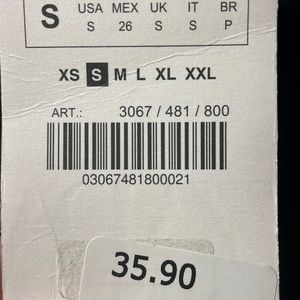 S USA MEX UK IT BR
S 26 S S P
XS S M L XL XXL
ART.: 3067 / 481 / 800
03067481800021
35.90